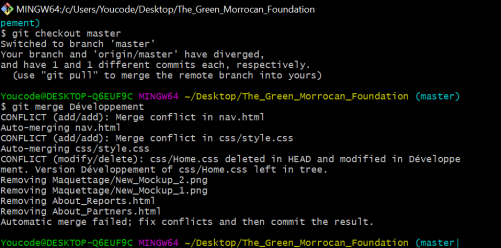 MINGW64:/c/Users/Youcode/Desktop/The_Green_Morrocan_Foundation
pement)
$ git checkout master
Switched to branch 'master'
Your branch and 'origin/master' have diverged,
and have 1 and 1 different commits each, respectively.
  (use "git pull" to merge the remote branch into yours)
Youcode@DESKTOP-Q6EUF9C MINGW64 ~/Desktop/The_Green_Morrocan_Foundation (master)
$ git merge Développement
CONFLICT (add/add): Merge conflict in nav.html
Auto-merging nav.html
CONFLICT (add/add): Merge conflict in css/style.css
Auto-merging css/style.css
CONFLICT (modify/delete): css/Home.css deleted in HEAD and modified in Développe
ment. Version Développement of css/Home.css left in tree.
Removing Maquettage/New_Mockup_2.png
Removing Maquettage/New_Mockup_1.png
Removing About_Reports.html
Removing About_Partners.html
Automatic merge failed; fix conflicts and then commit the result.
Youcode@DESKTOP-Q6EUF9C MINGW64 ~/Desktop/The_Green_Morrocan_Foundation (master|